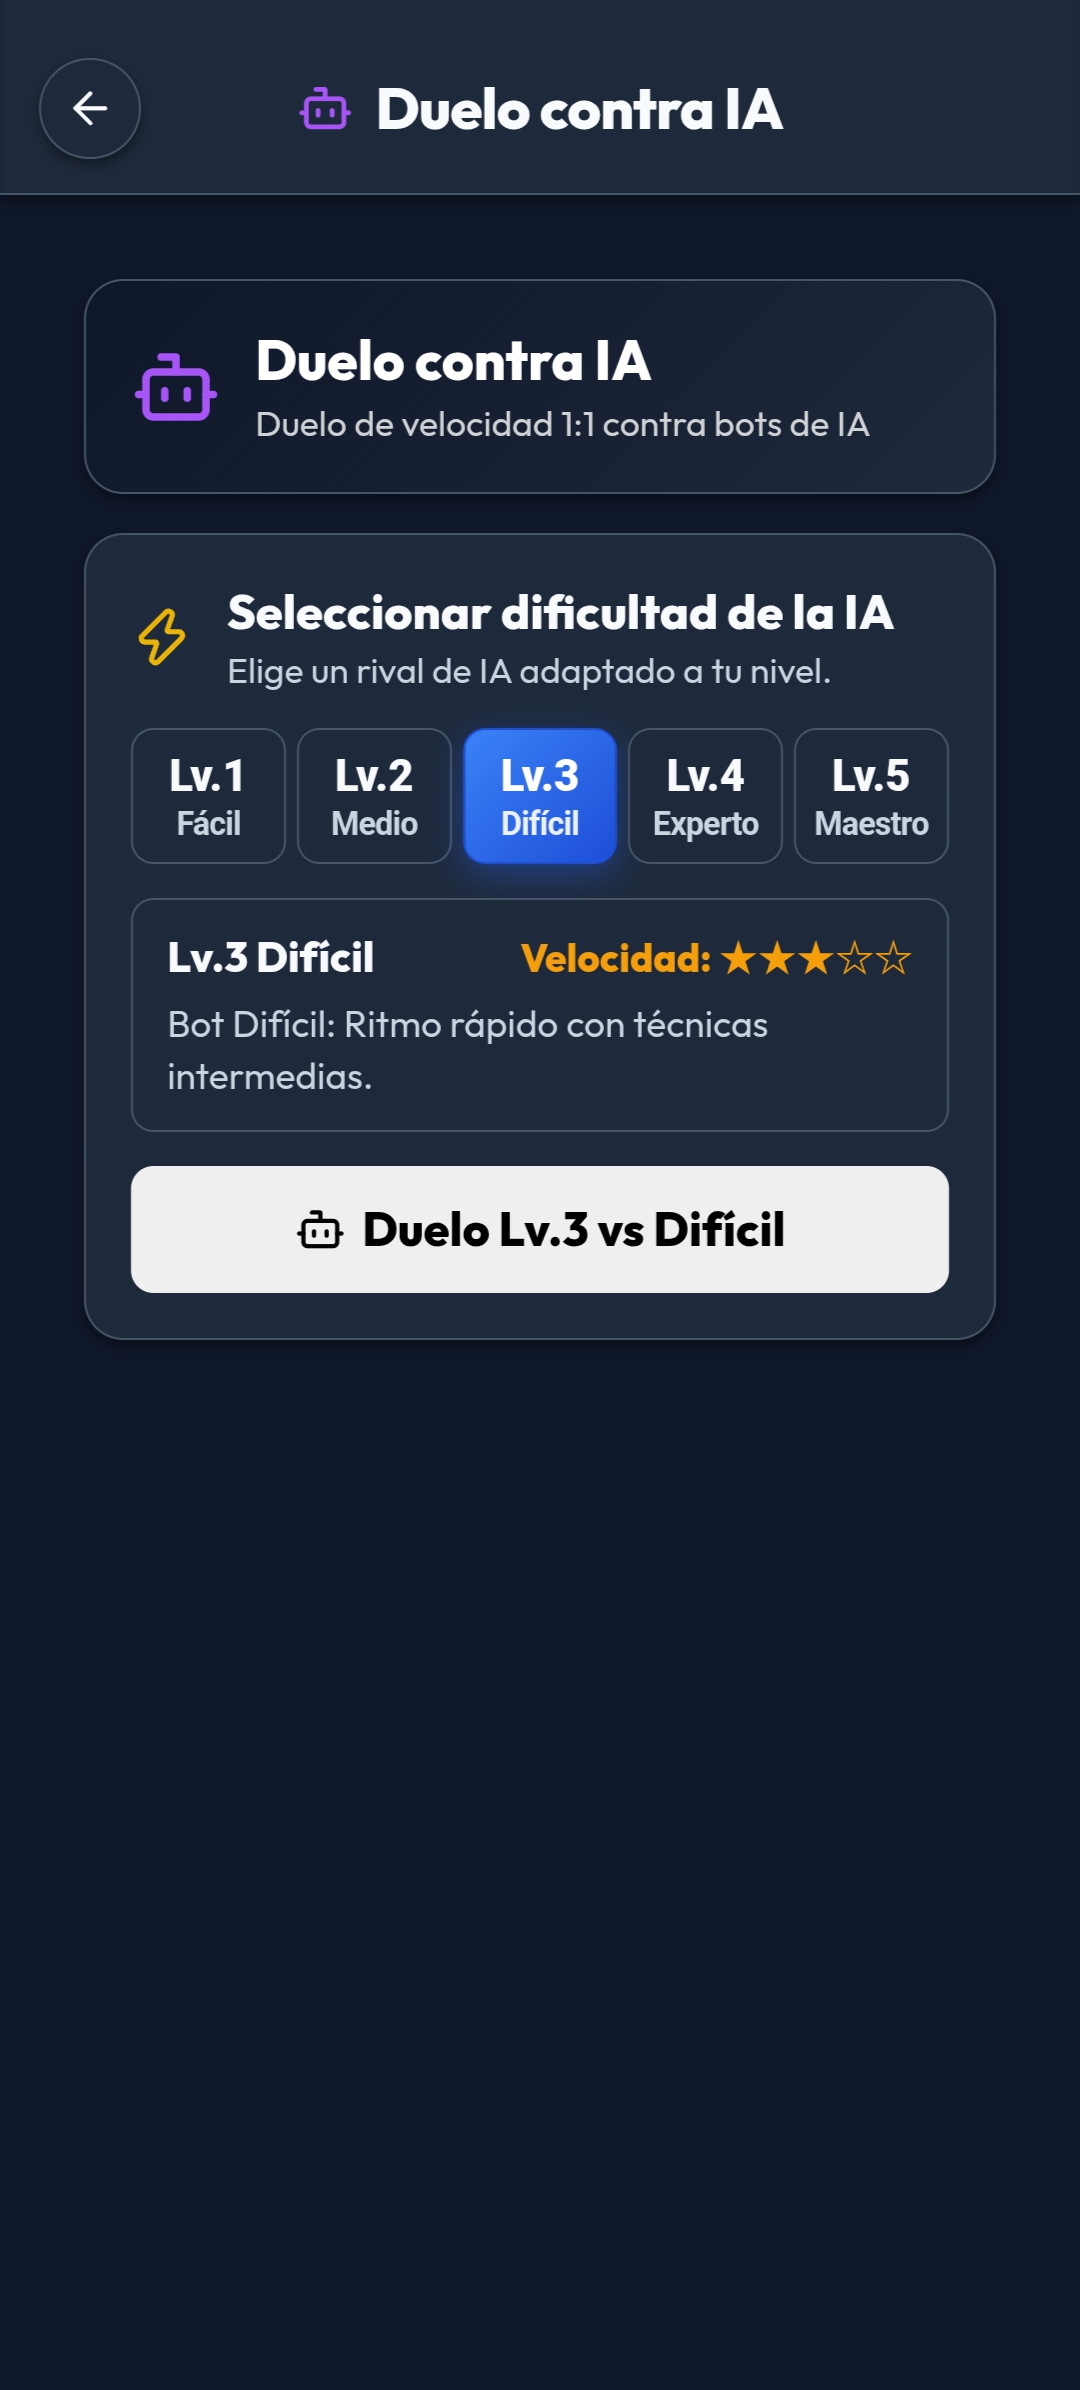 Duelo contra IA
Duelo contra IA
Duelo de velocidad 1:1 contra bots de IA
Seleccionar dificultad de la IA
Elige un rival de IA adaptado a tu nivel.
Lv.1 Lv.2 Lv.3 Lv.4 Lv.5
Fácil Medio Difícil Experto Maestro
Lv.3 Difícil Velocidad: ★★★☆☆
Bot Difícil: Ritmo rápido con técnicas
intermedias.
Duelo Lv.3 vs Difícil